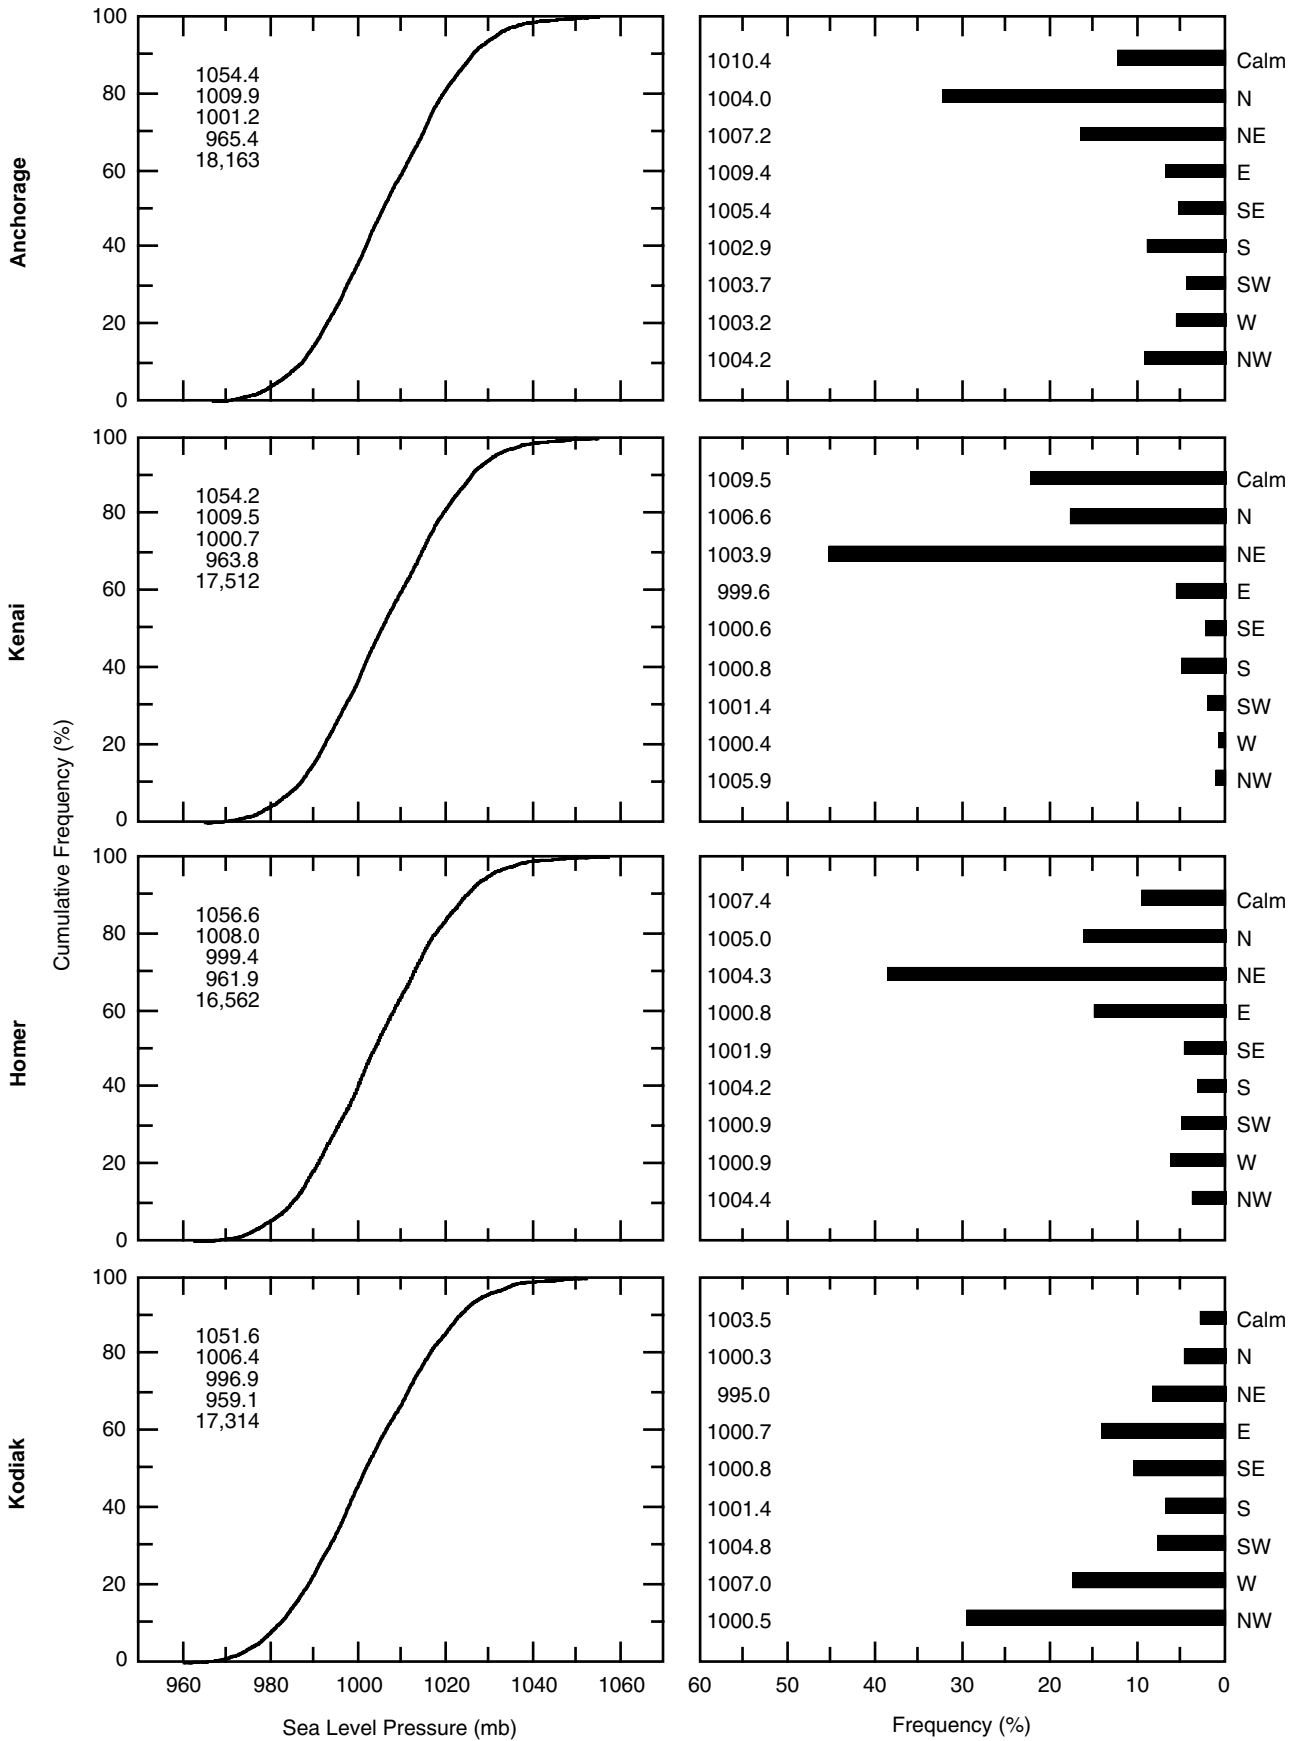 Anchorage
100
80
60
40
20
0
1054.4
1009.9
1001.2
965.4
18,163
1010.4 Calm
1004.0 N
1007.2 NE
1009.4 E
1005.4 SE
1002.9 S
1003.7 SW
1003.2 W
1004.2 NW
Kenai
100
80
60
40
20
0
1054.2
1009.5
1000.7
963.8
17,512
1009.5 Calm
1006.6 N
1003.9 NE
999.6 E
1000.6 SE
1000.8 S
1001.4 SW
1000.4 W
1005.9 NW
Cumulative Frequency (%)
Homer
100
80
60
40
20
0
1056.6
1008.0
999.4
961.9
16,562
1007.4 Calm
1005.0 N
1004.3 NE
1000.8 E
1001.9 SE
1004.2 S
1000.9 SW
1000.9 W
1004.4 NW
Kodiak
100
80
60
40
20
0
1051.6
1006.4
996.9
959.1
17,314
1003.5 Calm
1000.3 N
995.0 NE
1000.7 E
1000.8 SE
1001.4 S
1004.8 SW
1007.0 W
1000.5 NW
960 980 1000 1020 1040 1060
Sea Level Pressure (mb)
60 50 40 30 20 10 0
Frequency (%)